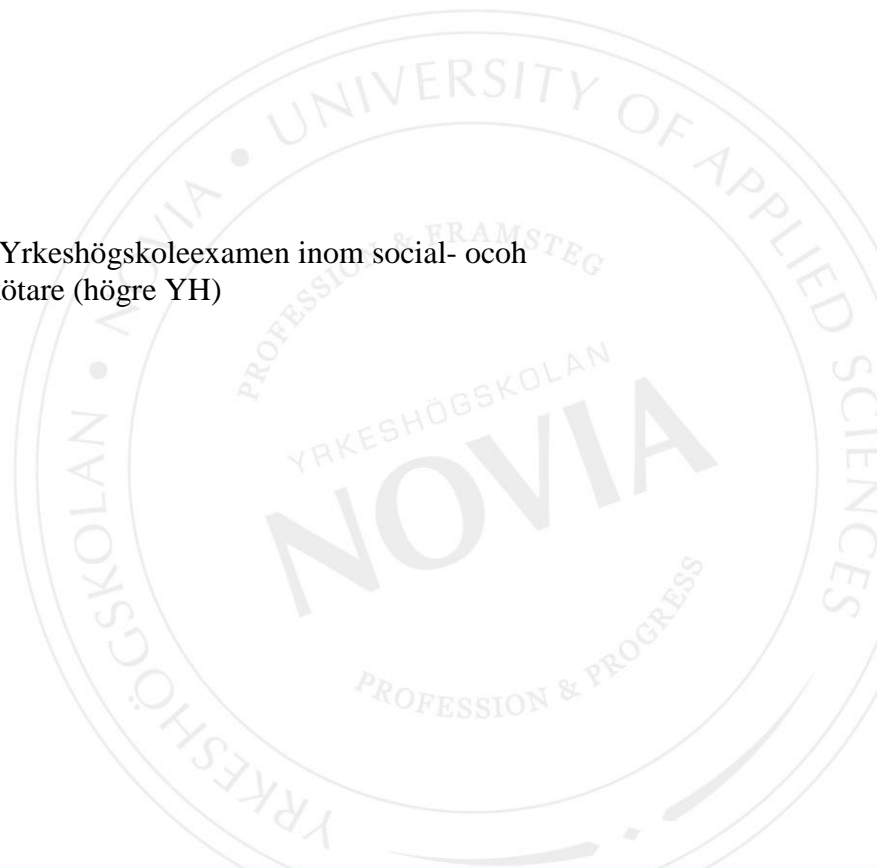 UNIVERSITY OF APPLIED SCIENCES
YRKESHÖGSKOLAN • NOVIA •
PROFESSION & FRAMSTEG
Yrkeshögskoleexamen inom social- ocoh
ötare (högre YH)
YRKESHÖGSKOLAN
NOVIA
PROFESSION & PROGRESS